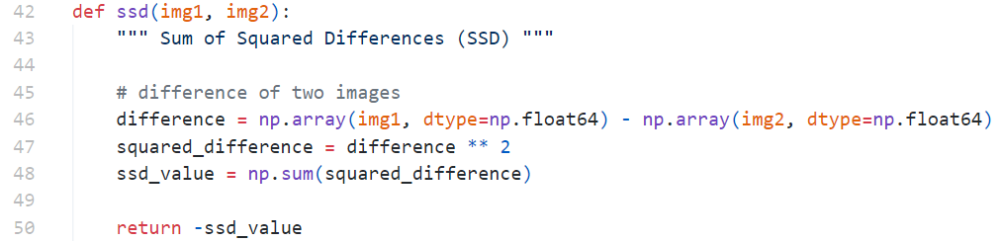 42 def ssd(img1, img2):
43     """ Sum of Squared Differences (SSD) """
44
45     # difference of two images
46     difference = np.array(img1, dtype=np.float64) - np.array(img2, dtype=np.float64)
47     squared_difference = difference ** 2
48     ssd_value = np.sum(squared_difference)
49
50     return -ssd_value